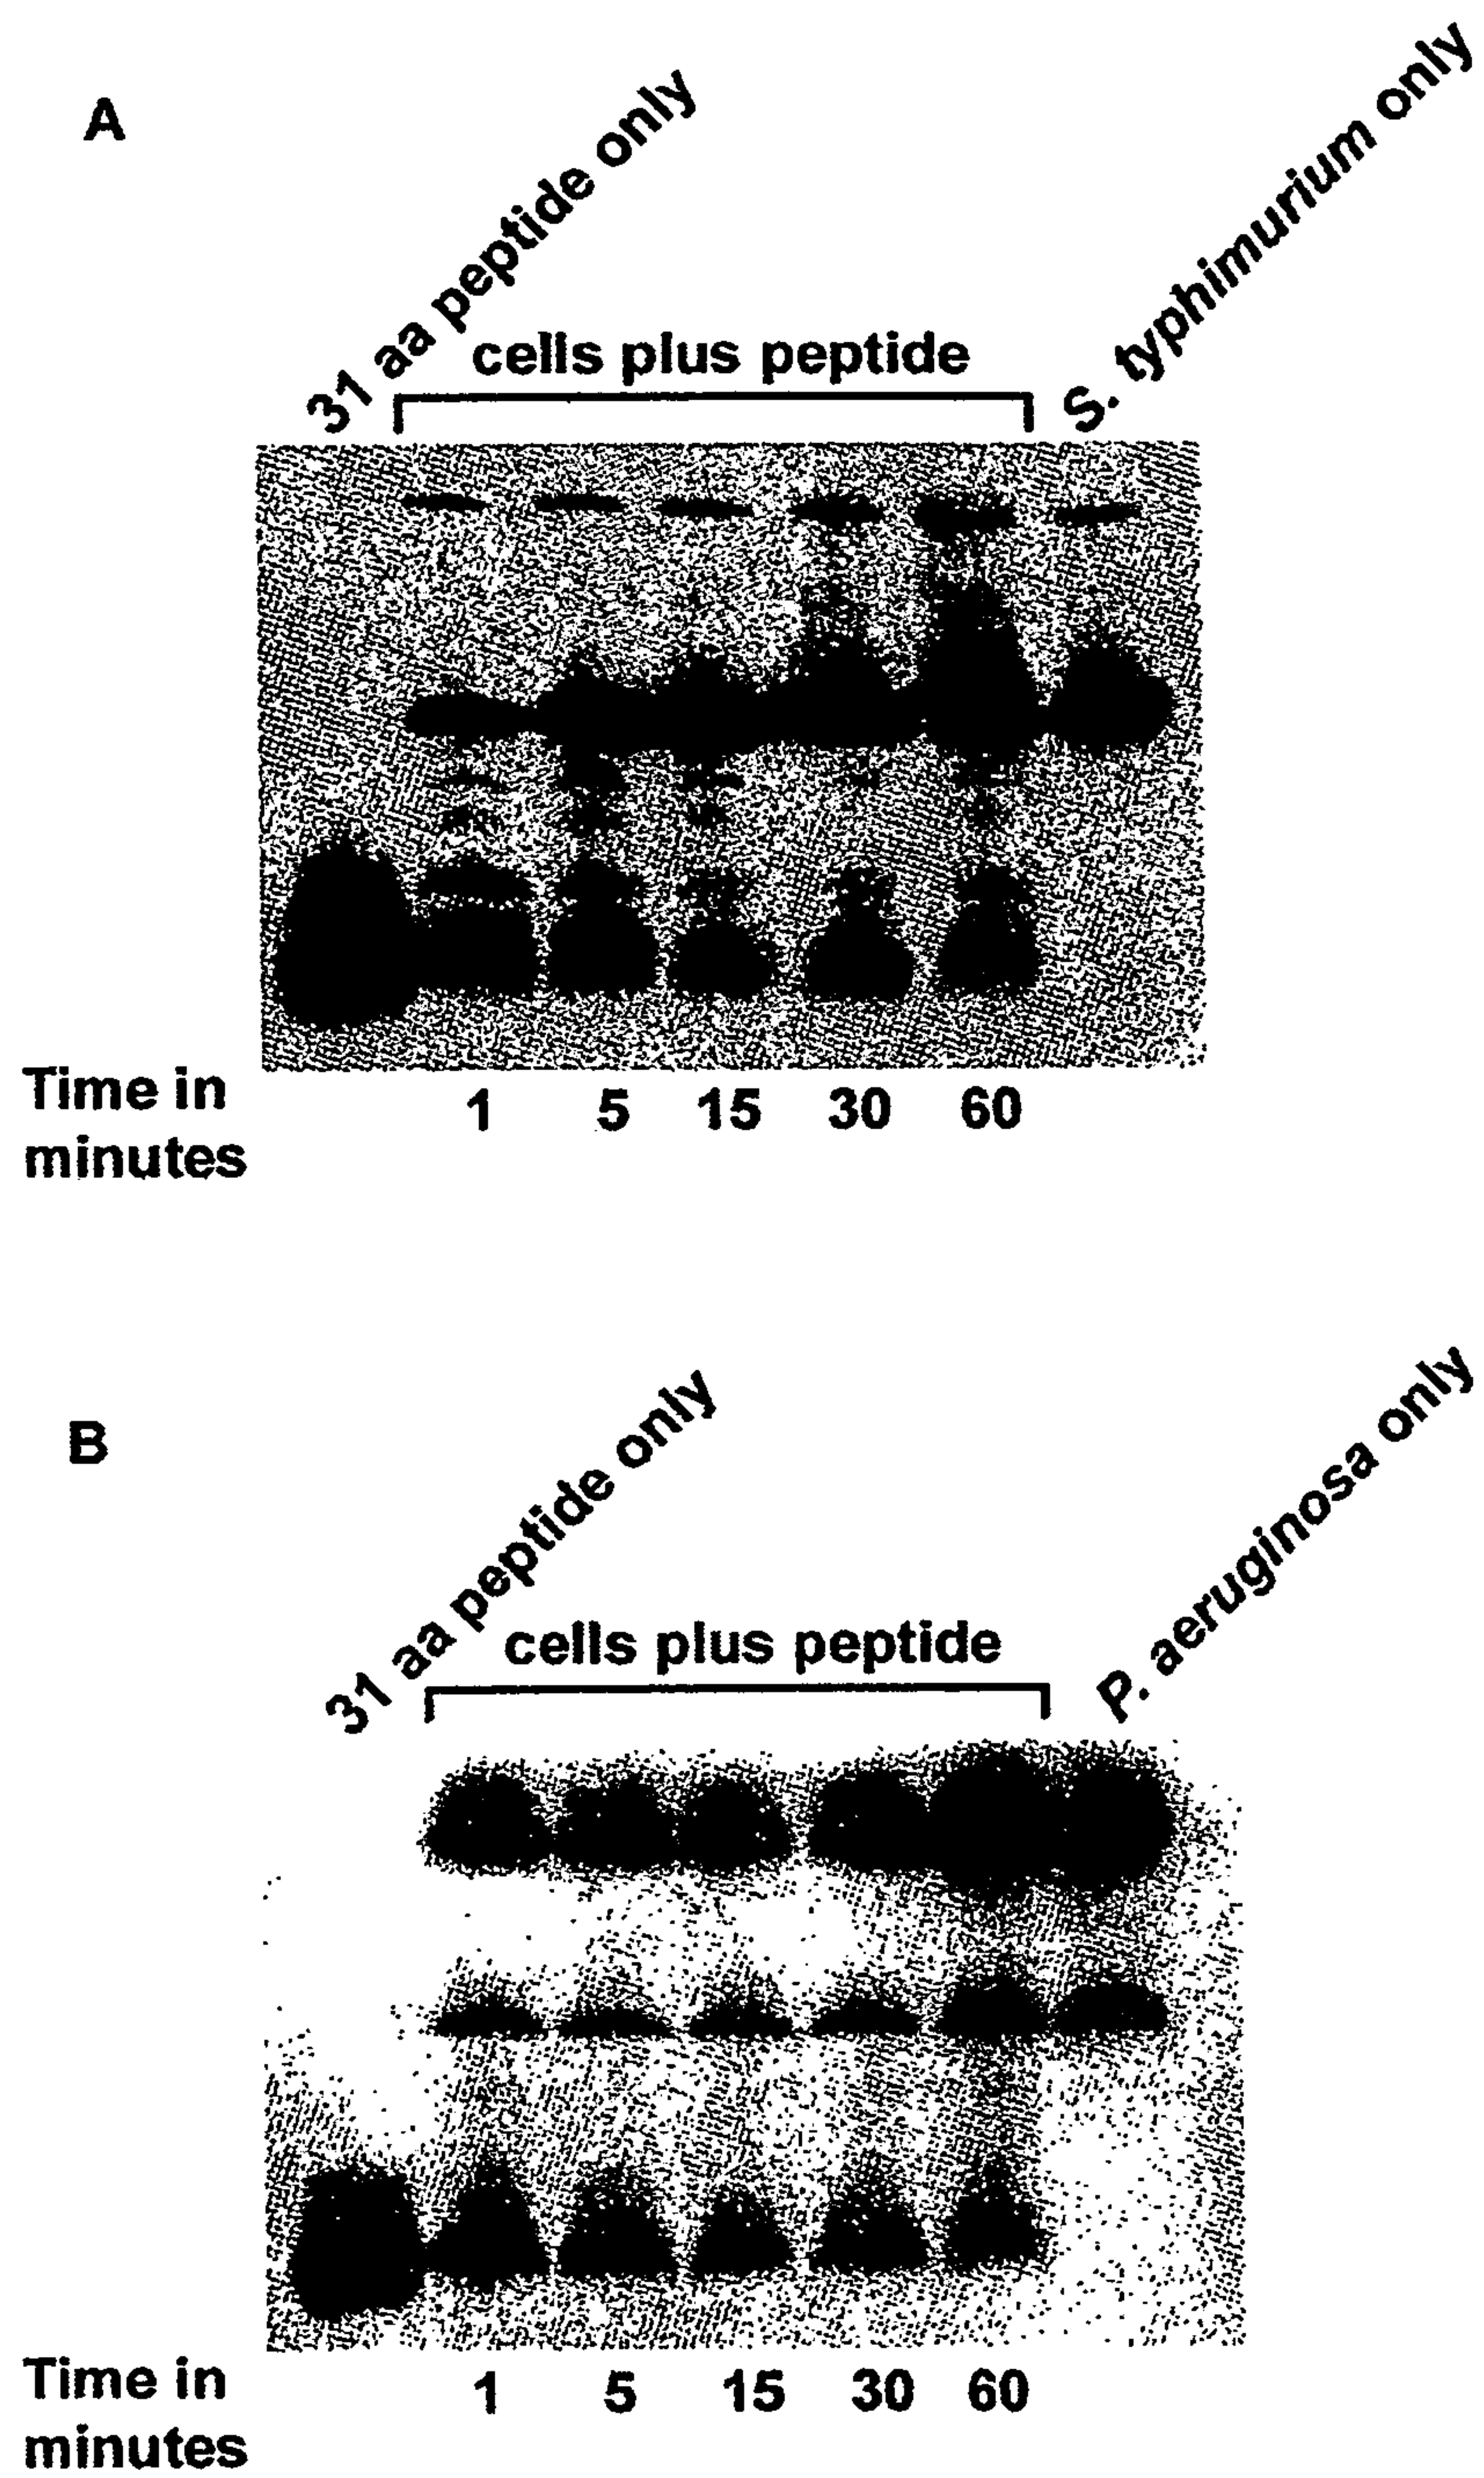 A
31 aa peptide only
cells plus peptide
S. typhimurium only
Time in
minutes
1 5 15 30 60
B
31 aa peptide only
cells plus peptide
P. aeruginosa only
Time in
minutes
1 5 15 30 60